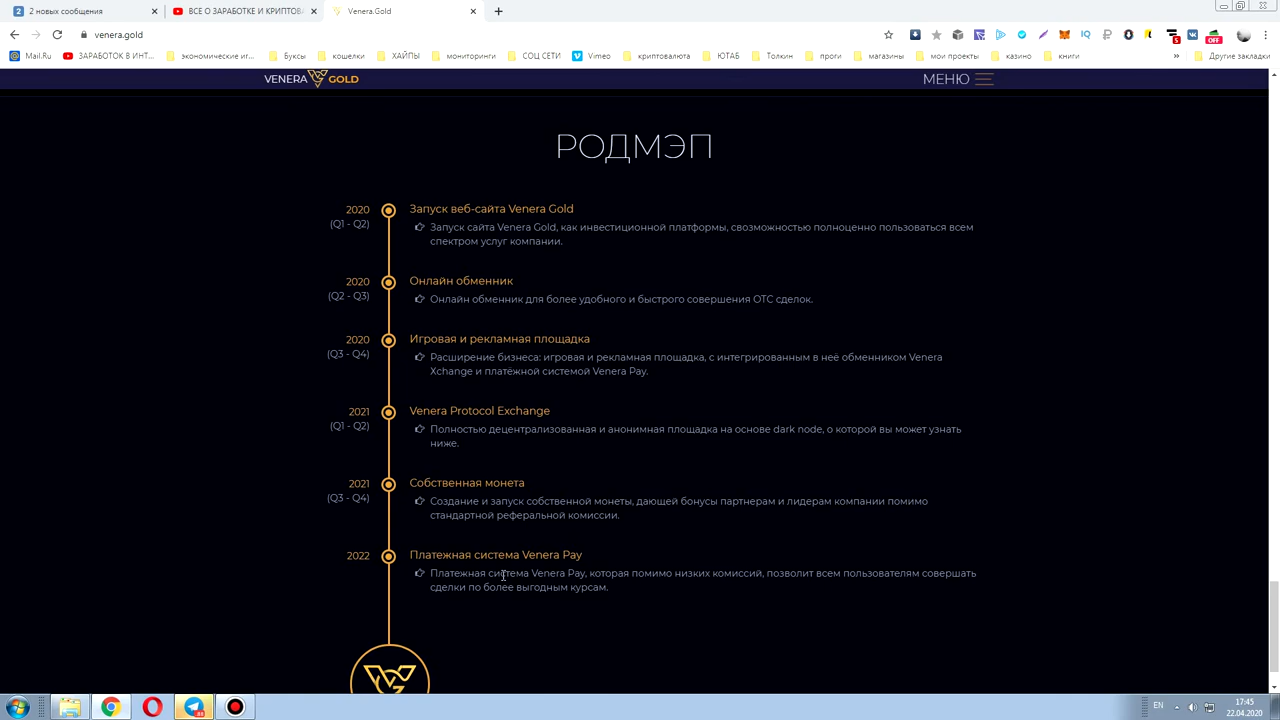 2 новых сообщения
ВСЕ О ЗАРАБОТКЕ И КРИПТОВА
Venera.Gold
venera.gold
Mail.Ru
ЗАРАБОТОК В ИНТ...
экономические иг...
Буксы
кошелки
ХАЙПЫ
мониторинги
СОЦ СЕТИ
Vimeo
криптовалюта
ЮТАБ
Толкин
проги
магазины
мои проекты
казино
книги
Другие закладки
VENERA GOLD
МЕНЮ
РОДМЭП
2020
(Q1 - Q2)
Запуск веб-сайта Venera Gold
Запуск сайта Venera Gold, как инвестиционной платформы, свозможностью полноценно пользоваться всем
спектром услуг компании.
2020
(Q2 - Q3)
Онлайн обменник
Онлайн обменник для более удобного и быстрого совершения OTC сделок.
2020
(Q3 - Q4)
Игровая и рекламная площадка
Расширение бизнеса: игровая и рекламная площадка, с интегрированным в неё обменником Venera
Xchange и платёжной системой Venera Pay.
2021
(Q1 - Q2)
Venera Protocol Exchange
Полностью децентрализованная и анонимная площадка на основе dark node, о которой вы может узнать
ниже.
2021
(Q3 - Q4)
Собственная монета
Создание и запуск собственной монеты, дающей бонусы партнерам и лидерам компании помимо
стандартной реферальной комиссии.
2022
Платежная система Venera Pay
Платежная система Venera Pay, которая помимо низких комиссий, позволит всем пользователям совершать
сделки по более выгодным курсам.
EN
17:45
22.04.2020